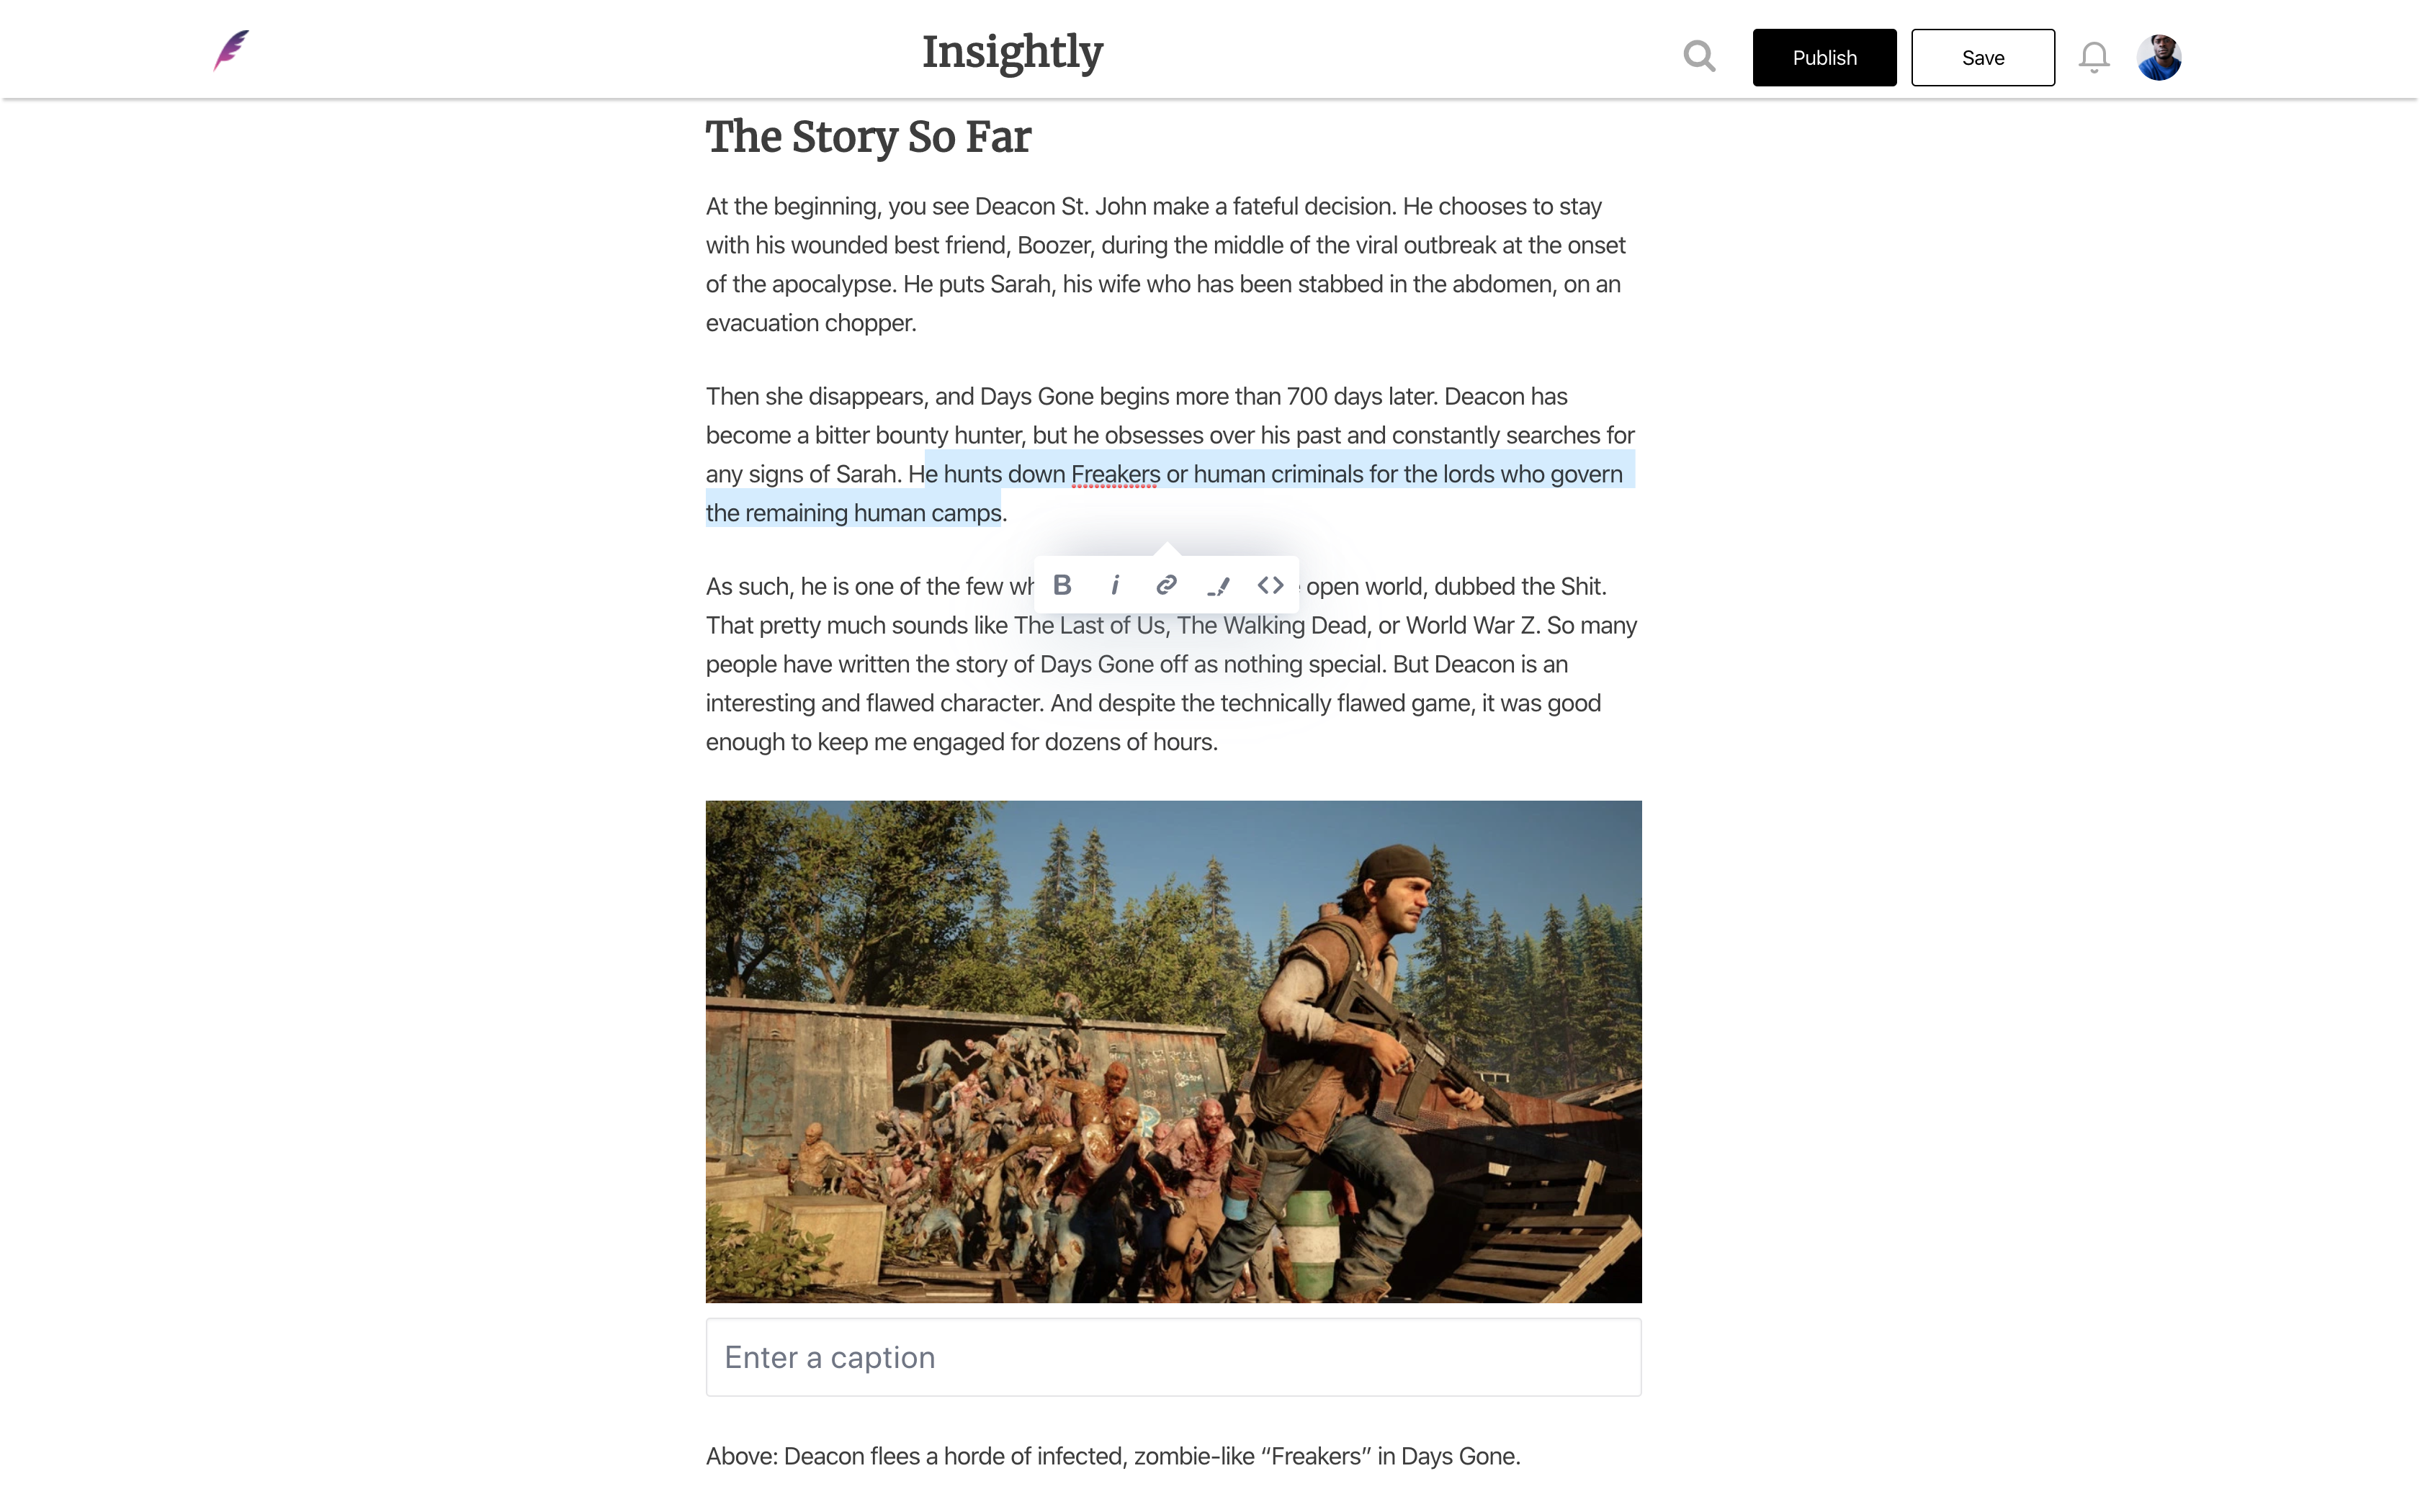 Insightly
Publish
Save
The Story So Far
At the beginning, you see Deacon St. John make a fateful decision. He chooses to stay
with his wounded best friend, Boozer, during the middle of the viral outbreak at the onset
of the apocalypse. He puts Sarah, his wife who has been stabbed in the abdomen, on an
evacuation chopper.
Then she disappears, and Days Gone begins more than 700 days later. Deacon has
become a bitter bounty hunter, but he obsesses over his past and constantly searches for
any signs of Sarah. He hunts down Freakers or human criminals for the lords who govern
the remaining human camps.
B i
As such, he is one of the few open world, dubbed the Shit.
That pretty much sounds like The Last of Us, The Walking Dead, or World War Z. So many
people have written the story of Days Gone off as nothing special. But Deacon is an
interesting and flawed character. And despite the technically flawed game, it was good
enough to keep me engaged for dozens of hours.
Enter a caption
Above: Deacon flees a horde of infected, zombie-like “Freakers” in Days Gone.